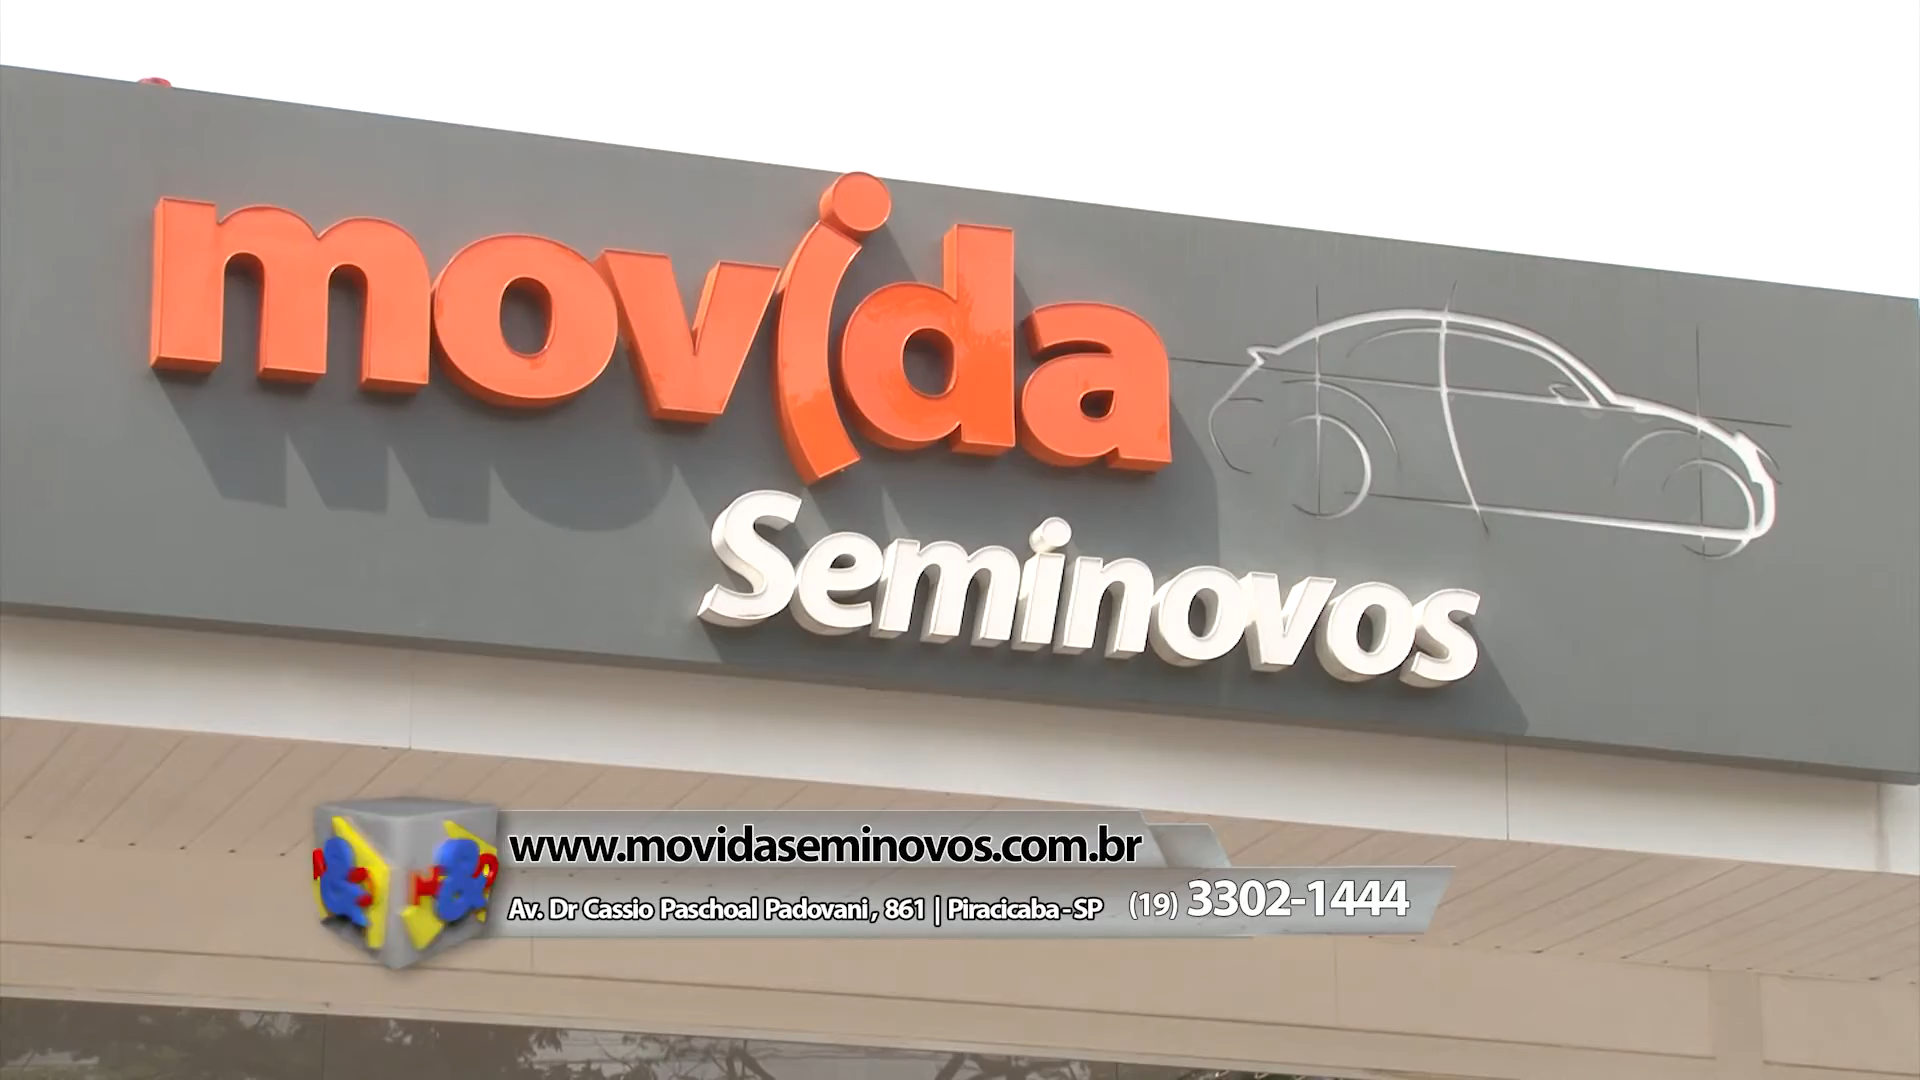 movida
Seminovos
www.movidaseminovos.com.br
Av. Dr Cassio Paschoal Padovani, 861 | Piracicaba-SP (19) 3302-1444